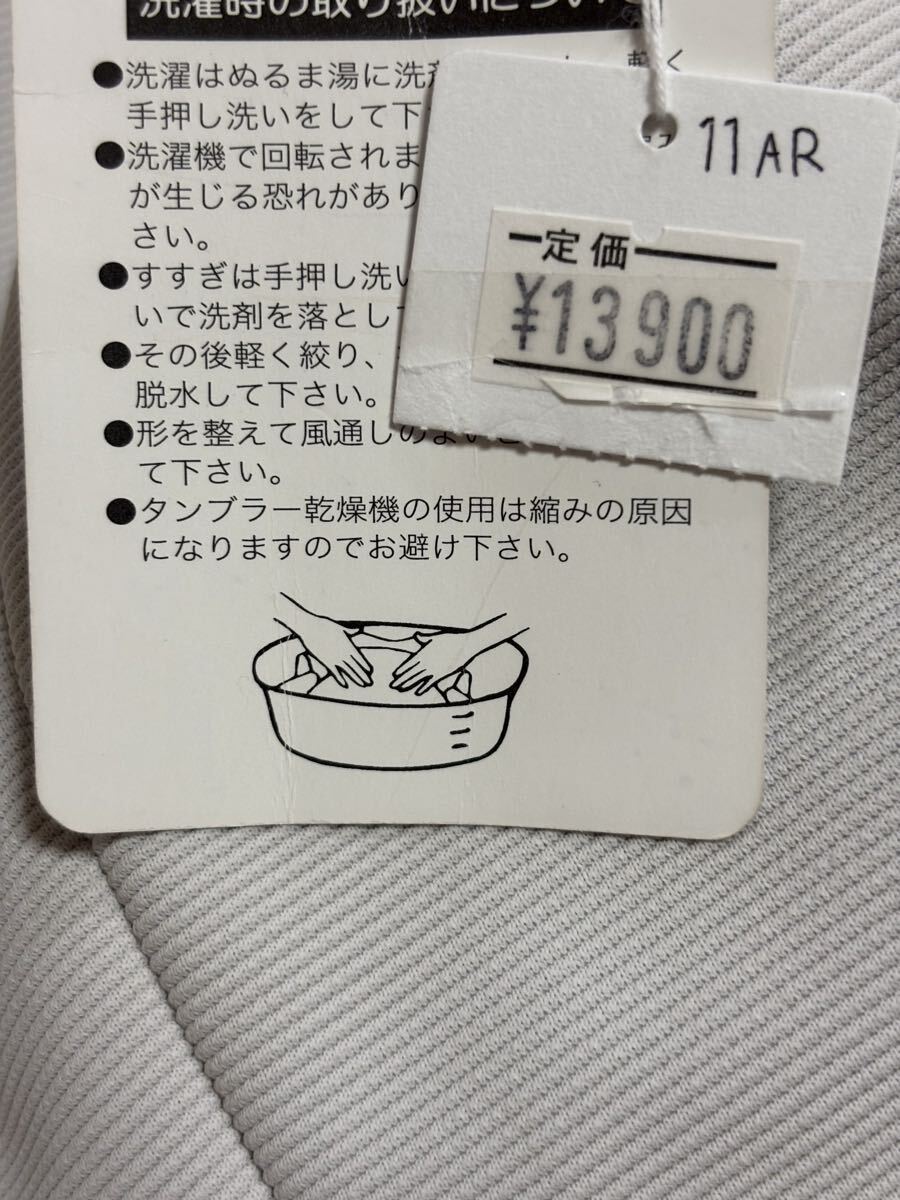 洗濯時の取り扱いについて
●洗濯はぬるま湯に洗剤
軽く
手押し洗いをして下
●洗濯機で回転されま
が生じる恐れがあり
さい。
●すすぎは手押し洗い
いで洗剤を落として
●その後軽く絞り、
脱水して下さい。
●形を整えて風通しのよいと
て下さい。
●タンブラー乾燥機の使用は縮みの原因
になりますのでお避け下さい。
11AR
定価
¥13900